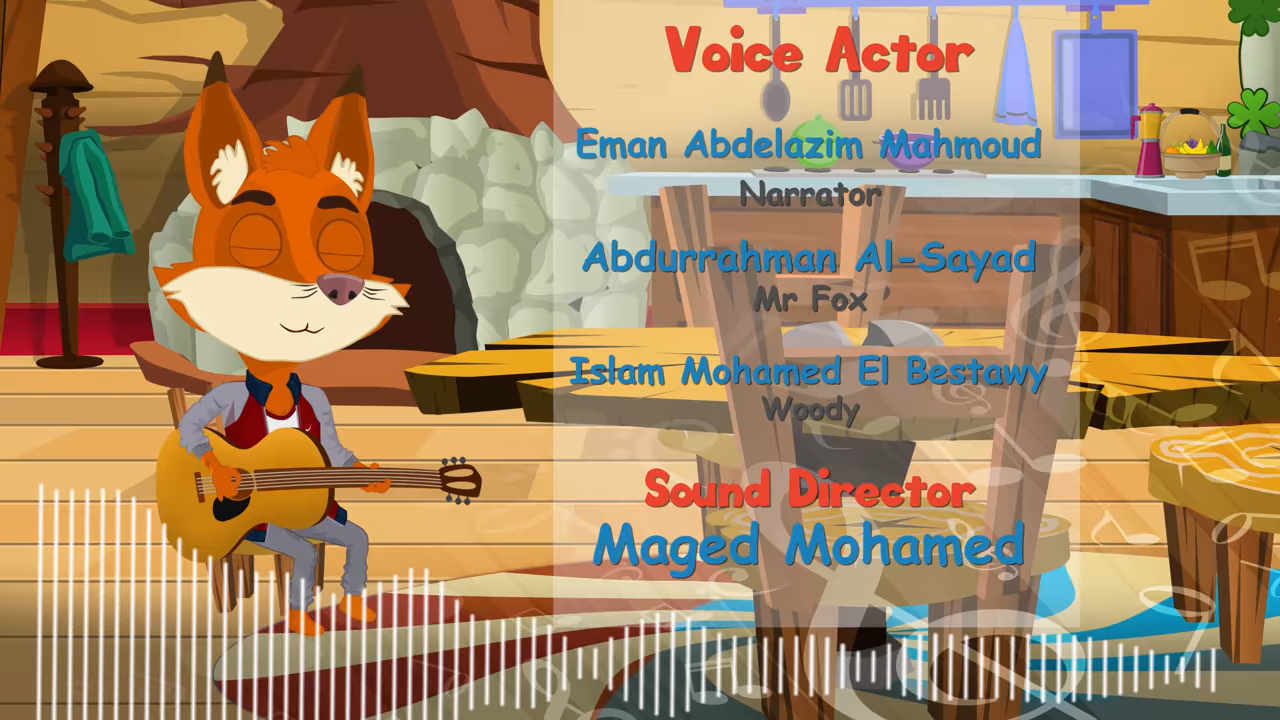 Voice Actor
Eman Abdelazim Mahmoud
Narrator
Abdurrahman Al-Sayad
Mr Fox
Islam Mohamed El Bestawy
Woody
Sound Director
Maged Mohamed